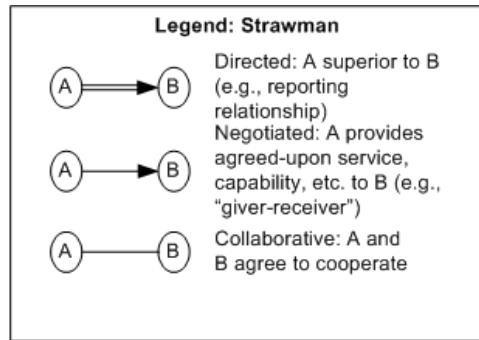 Legend: Strawman
Directed: A superior to B
A B
(e.g., reporting
relationship)
Negotiated: A provides
agreed-upon service,
A B
capability, etc. to B (e.g.,
“giver-receiver”)
A B
Collaborative: A and
B agree to cooperate